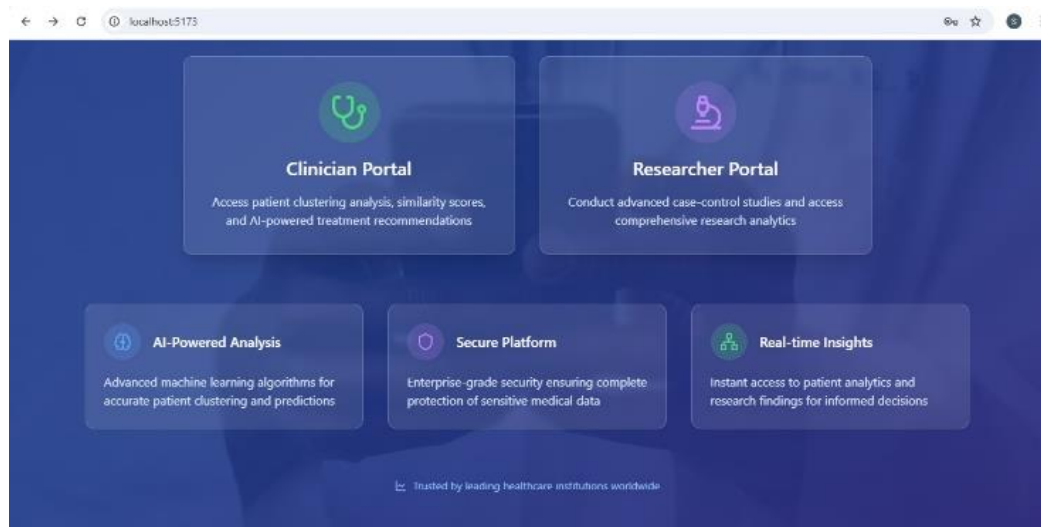 localhost:5173
S
Clinician Portal
Access patient clustering analysis, similarity scores,
and AI-powered treatment recommendations
Researcher Portal
Conduct advanced case-control studies and access
comprehensive research analytics
AI-Powered Analysis
Advanced machine learning algorithms for
accurate patient clustering and predictions
Secure Platform
Enterprise-grade security ensuring complete
protection of sensitive medical data
Real-time Insights
Instant access to patient analytics and
research findings for informed decisions
Trusted by leading healthcare institutions worldwide